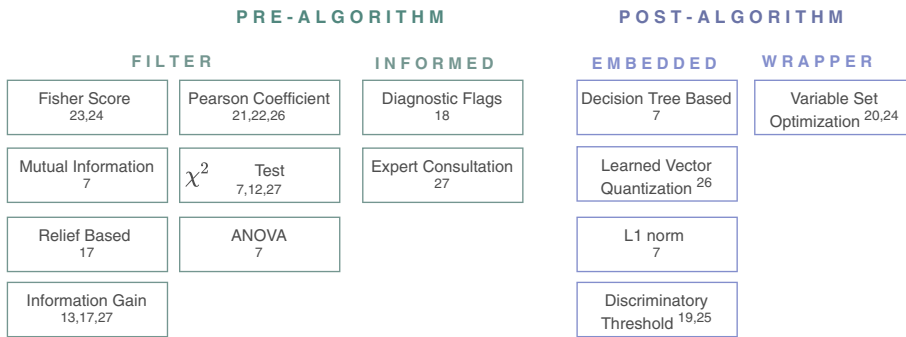 PRE-ALGORITHM
POST-ALGORITHM
FILTER
INFORMED
EMBEDDED
WRAPPER
Fisher Score
23,24
Pearson Coefficient
21,22,26
Diagnostic Flags
18
Decision Tree Based
7
Variable Set
Optimization 20,24
Mutual Information
7
χ² Test
7,12,27
Expert Consultation
27
Learned Vector
Quantization 26
Relief Based
17
ANOVA
7
L1 norm
7
Information Gain
13,17,27
Discriminatory
Threshold 19,25